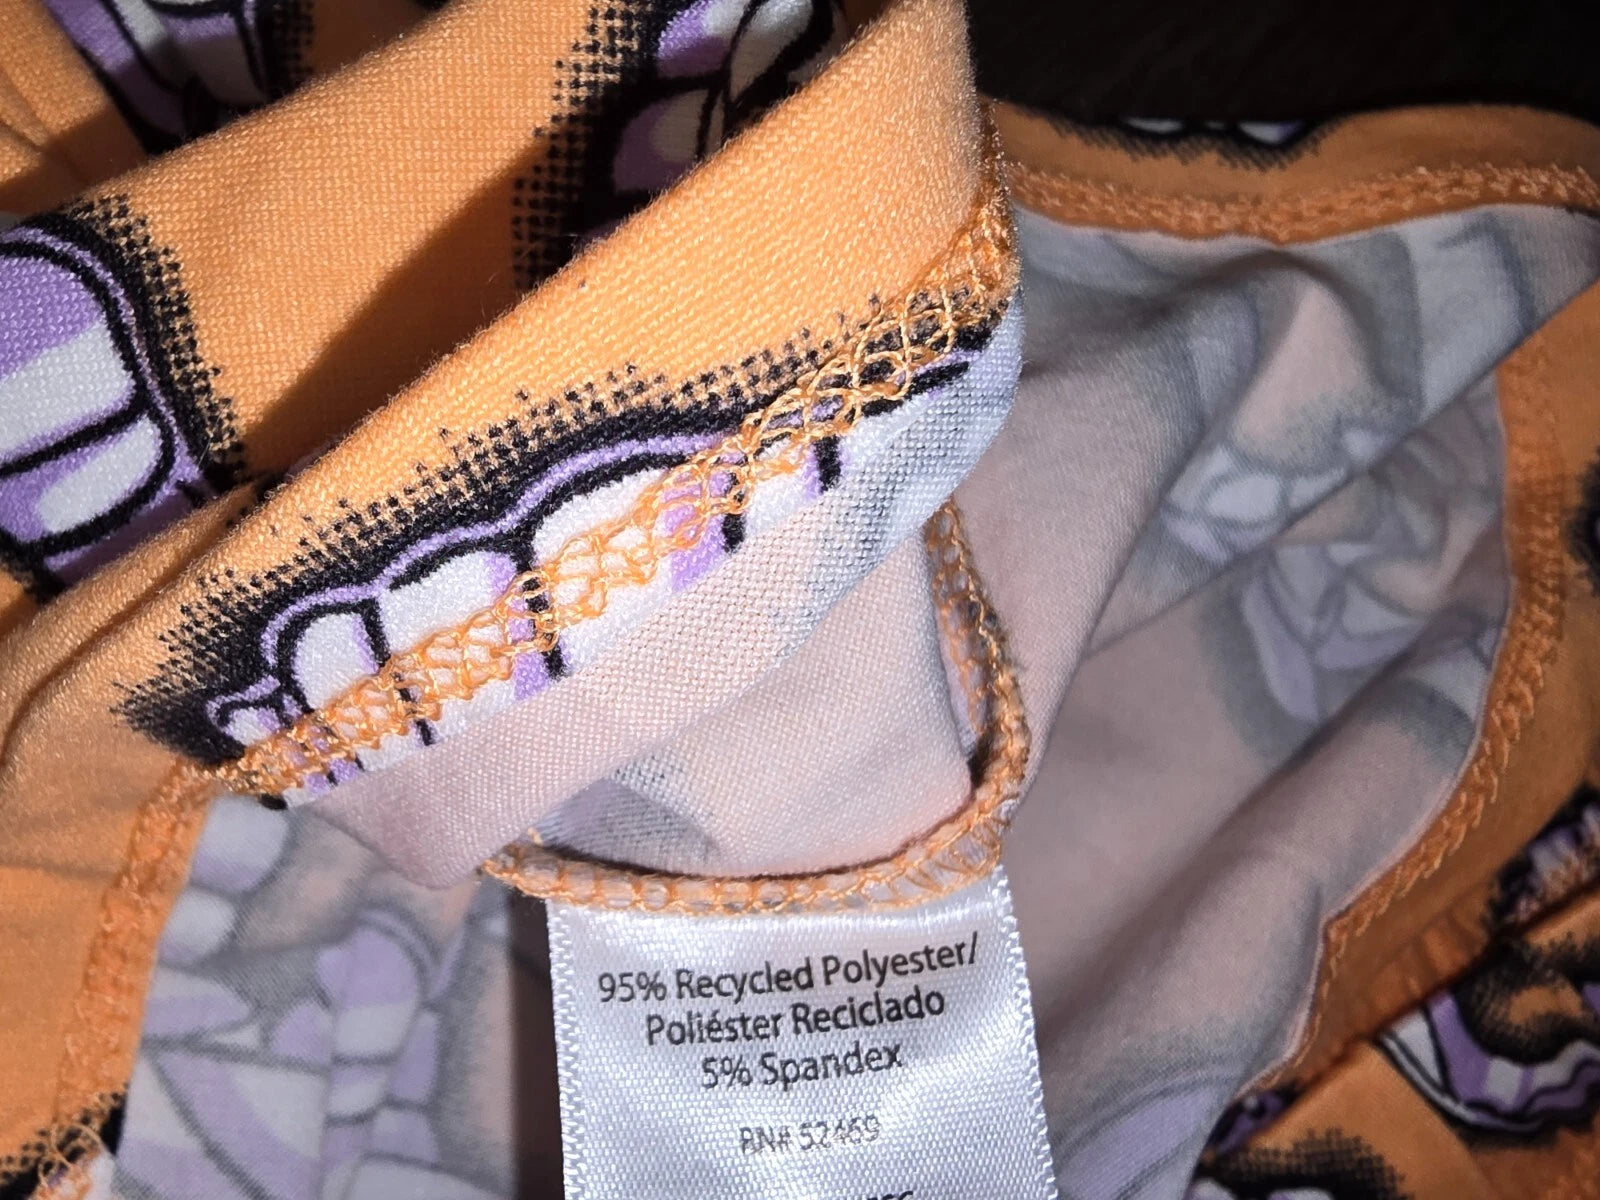 95% Recycled Polyester/
Poliéster Reciclado
5% Spandex
RN# 52469